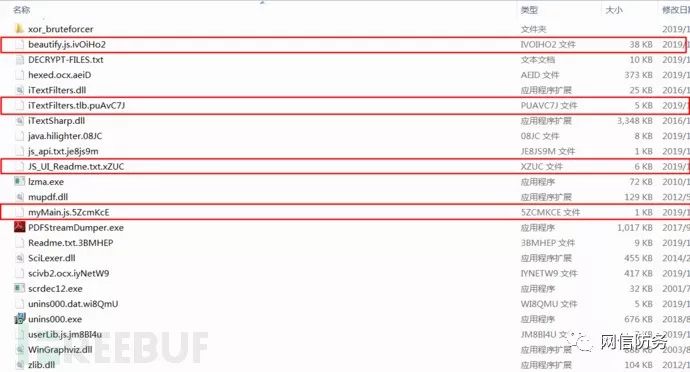 名称 类型 大小 修改日期
xor_bruteforcer 文件夹 2019/1
beautify.js.ivOiHo2 IVOIHO2 文件 38 KB 2019/1
DECRYPT-FILES.txt 文本文档 10 KB 2019/1
hexed.ocx.aeiD AEID 文件 373 KB 2019/1
iTextFilters.dll 应用程序扩展 25 KB 2016/1
iTextFilters.tlb.puAvC7J PUAVC7J 文件 5 KB 2019/1
iTextSharp.dll 应用程序扩展 3,348 KB 2016/1
java.hilighter.08JC 08JC 文件 8 KB 2019/1
js_api.txt.je8js9m JE8JS9M 文件 1 KB 2019/1
JS_UI_Readme.txt.xZUC XZUC 文件 6 KB 2019/1
lzma.exe 应用程序 72 KB 2010/
mupdf.dll 应用程序扩展 129 KB 2012/5
myMain.js.5ZcmKcE 5ZCMKCE 文件 1 KB 2019/1
PDFStreamDumper.exe 应用程序 1,017 KB 2017/9
Readme.txt.3BMHEP 3BMHEP 文件 4 KB 2019/1
SciLexer.dll 应用程序扩展 455 KB 2014/2
scivb2.ocx.iyNetW9 IYNETW9 文件 417 KB 2019/1
scrdec12.exe 应用程序 32 KB 2001/
unins000.dat.wi8QmU WI8QMU 文件 5 KB 2019/1
unins000.exe 应用程序 676 KB 2018/8
userLib.js.jm8BI4u JM8BI4U 文件
WinGraphviz.dll 应用程序扩展
zlib.dll 应用程序扩展 68 KB 2012/1
REEBUF
网信防务